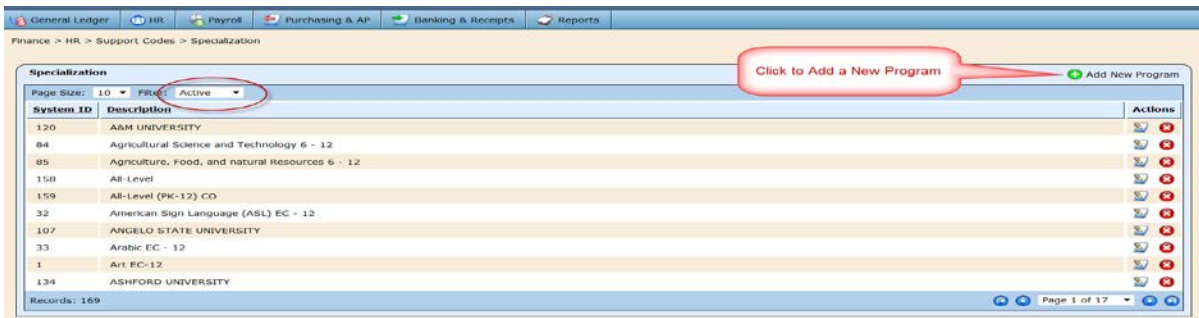 General Ledger HR Payroll Purchasing & AP Banking & Receipts Reports
Finance > HR > Support Codes > Specialization
Click to Add a New Program
Specialization Add New Program
Page Size: 10 Filter: Active
System ID Description Actions
120 A&M UNIVERSITY
84 Agricultural Science and Technology 6 - 12
85 Agriculture, Food, and natural Resources 6 - 12
158 All-Level
159 All-Level (PK-12) CO
32 American Sign Language (ASL) EC - 12
107 ANGELO STATE UNIVERSITY
33 Arabic EC - 12
1 Art EC-12
134 ASHFORD UNIVERSITY
Records: 169 Page 1 of 17